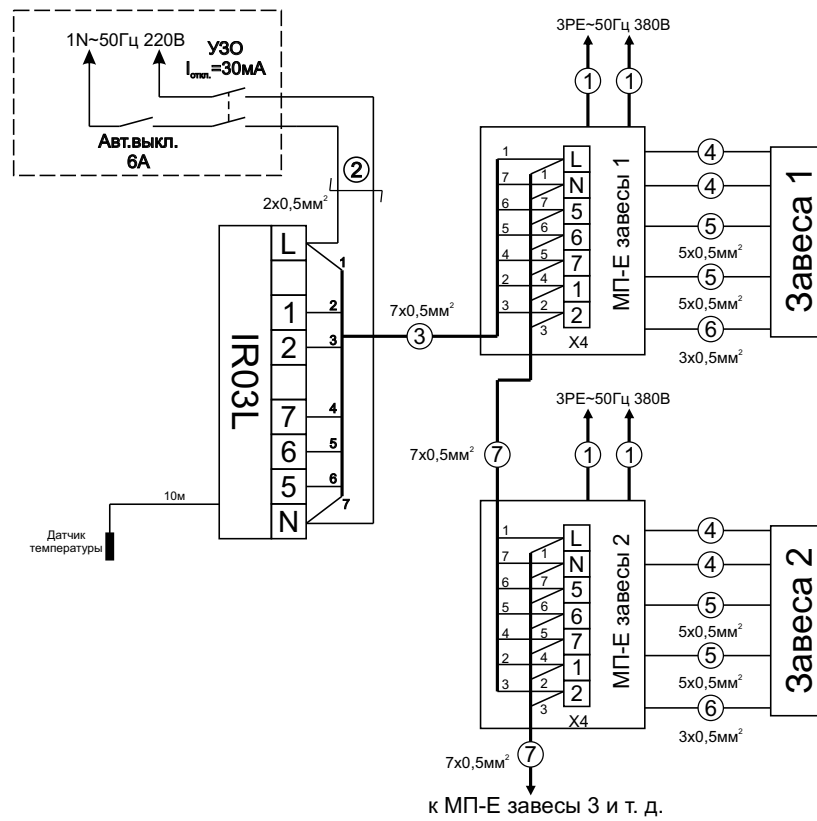 1N~50Гц 220В
УЗО
Iоткл.=30мА
Авт.выкл.
6А
2
2х0,5мм²
IR03L
L
1
2
7
6
5
N
1
2
3
4
5
6
7
7х0,5мм²
3
10м
Датчик
температуры
3PE~50Гц 380В
1
1
1
7
6
5
4
2
3
1
7
6
5
4
2
3
L
N
5
6
7
1
2
X4
МП-Е завесы 1
4
4
5
5х0,5мм²
5
5х0,5мм²
6
3х0,5мм²
Завеса 1
7х0,5мм²
7
3PE~50Гц 380В
1
1
1
7
6
5
4
2
3
1
7
6
5
4
2
3
L
N
5
6
7
1
2
X4
МП-Е завесы 2
4
4
5
5х0,5мм²
5
5х0,5мм²
6
3х0,5мм²
Завеса 2
7х0,5мм²
7
к МП-Е завесы 3 и т. д.